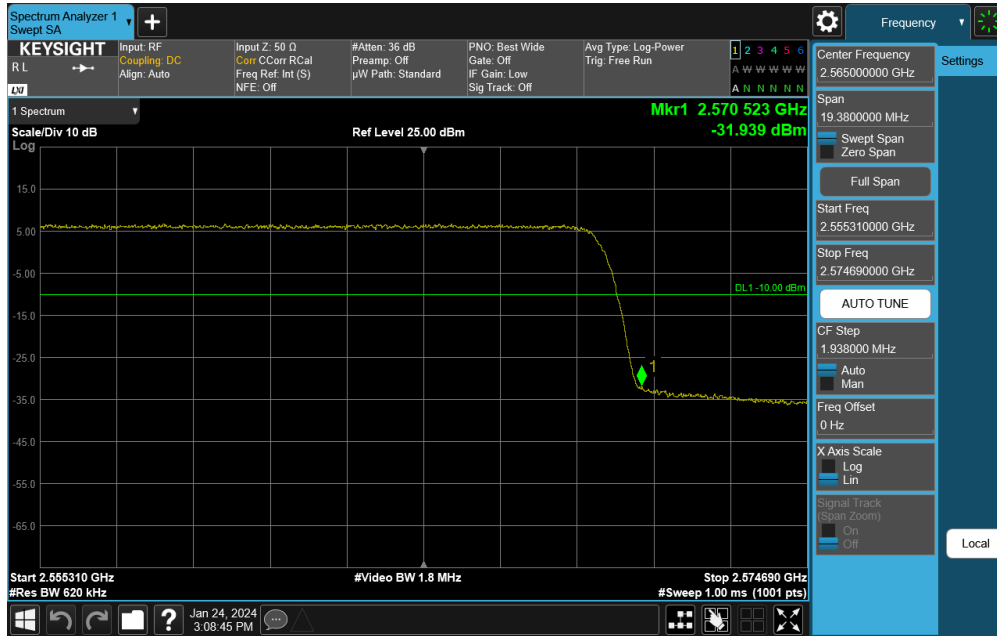 Spectrum Analyzer 1
Swept SA
+
Frequency
KEYSIGHT
R L
LXI
Input: RF
Coupling: DC
Align: Auto
Input Z: 50 Ω
Corr CCorr RCal
Freq Ref: Int (S)
NFE: Off
#Atten: 36 dB
Preamp: Off
µW Path: Standard
PNO: Best Wide
Gate: Off
IF Gain: Low
Sig Track: Off
Avg Type: Log-Power
Trig: Free Run
1 2 3 4 5 6
A W W W W W
A N N N N N
1 Spectrum
Scale/Div 10 dB
Log
Ref Level 25.00 dBm
Mkr1 2.570 523 GHz
-31.939 dBm
15.0
5.00
-5.00
-15.0
-25.0
-35.0
-45.0
-55.0
-65.0
DL1 -10.00 dBm
1
Start 2.555310 GHz
#Res BW 620 kHz
#Video BW 1.8 MHz
Stop 2.574690 GHz
#Sweep 1.00 ms (1001 pts)
Center Frequency
2.565000000 GHz
Settings
Span
19.3800000 MHz
Swept Span
Zero Span
Full Span
Start Freq
2.555310000 GHz
Stop Freq
2.574690000 GHz
AUTO TUNE
CF Step
1.938000 MHz
Auto
Man
Freq Offset
0 Hz
X Axis Scale
Log
Lin
Signal Track
(Span Zoom)
On
Off
Local
?
Jan 24, 2024
3:08:45 PM